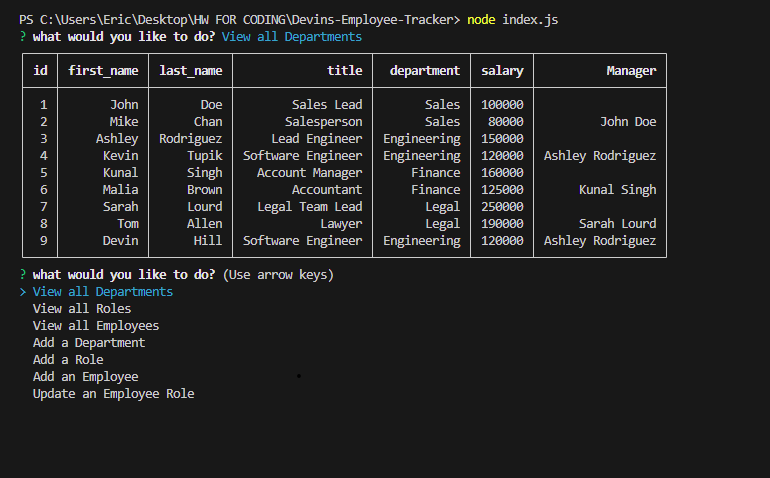 PS C:\Users\Eric\Desktop\HW FOR CODING\Devins-Employee-Tracker> node index.js
? what would you like to do? View all Departments
id first_name last_name title department salary Manager
1 John Doe Sales Lead Sales 100000
2 Mike Chan Salesperson Sales 80000 John Doe
3 Ashley Rodriguez Lead Engineer Engineering 150000
4 Kevin Tupik Software Engineer Engineering 120000 Ashley Rodriguez
5 Kunal Singh Account Manager Finance 160000
6 Malia Brown Accountant Finance 125000 Kunal Singh
7 Sarah Lourd Legal Team Lead Legal 250000
8 Tom Allen Lawyer Legal 190000 Sarah Lourd
9 Devin Hill Software Engineer Engineering 120000 Ashley Rodriguez
? what would you like to do? (Use arrow keys)
> View all Departments
View all Roles
View all Employees
Add a Department
Add a Role
Add an Employee
Update an Employee Role